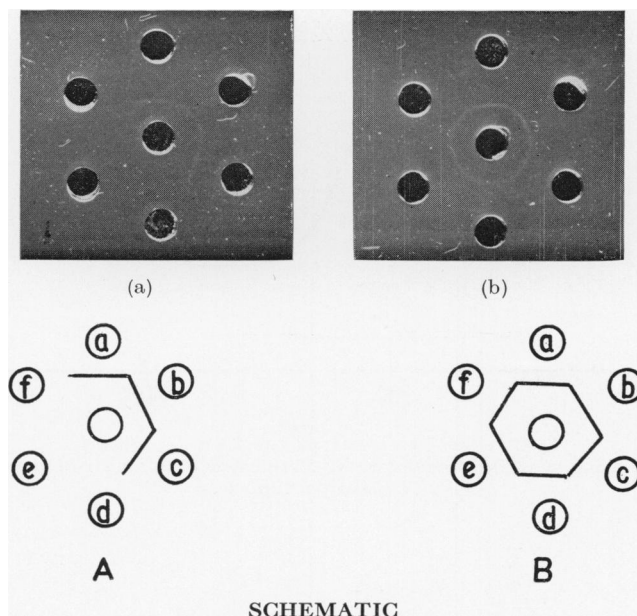 (a) (b)
a a
f b f b
e c e c
d d
A B
SCHEMATIC